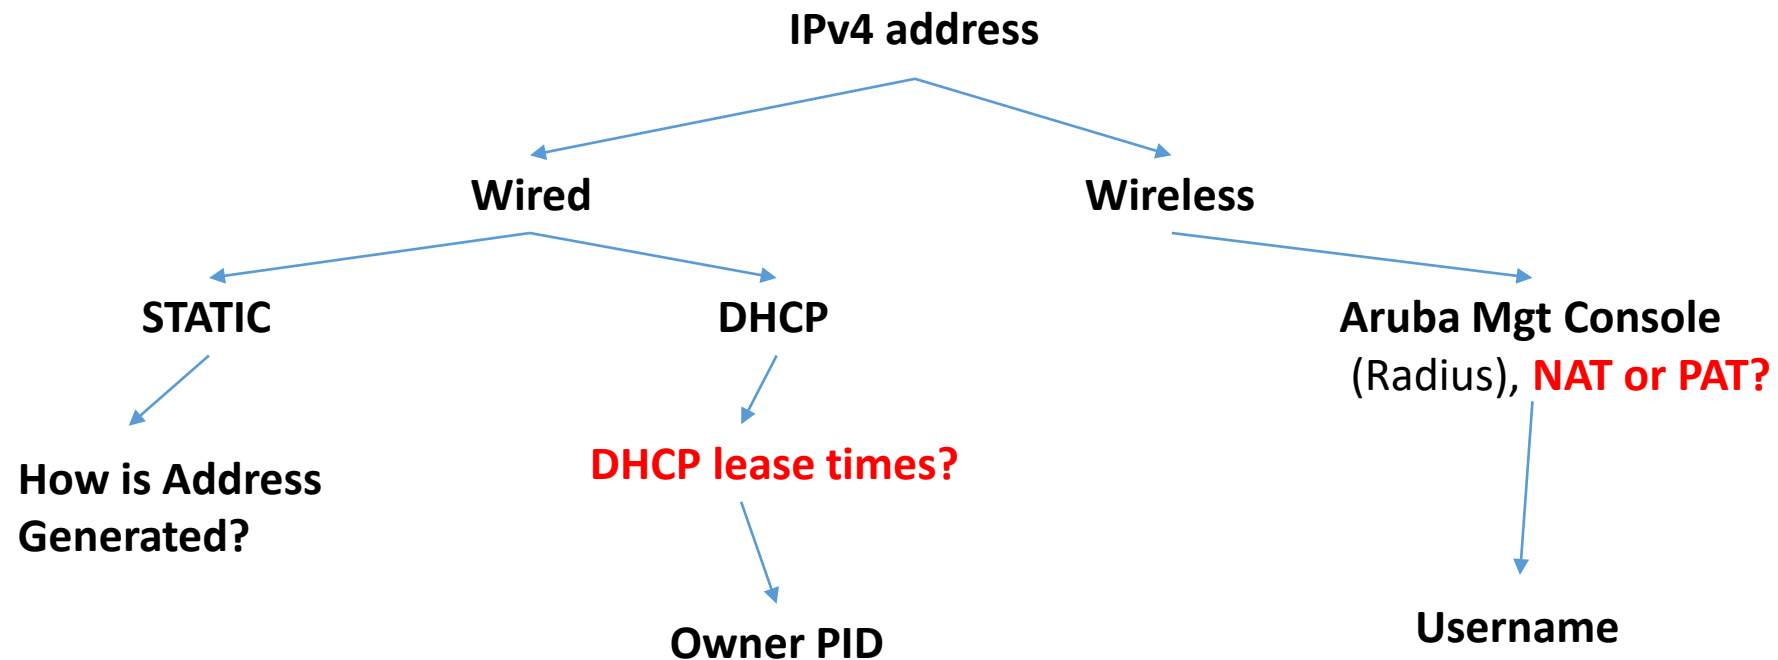 IPv4 address
Wired
Wireless
STATIC
DHCP
Aruba Mgt Console
(Radius), NAT or PAT?
How is Address
Generated?
DHCP lease times?
Owner PID
Username